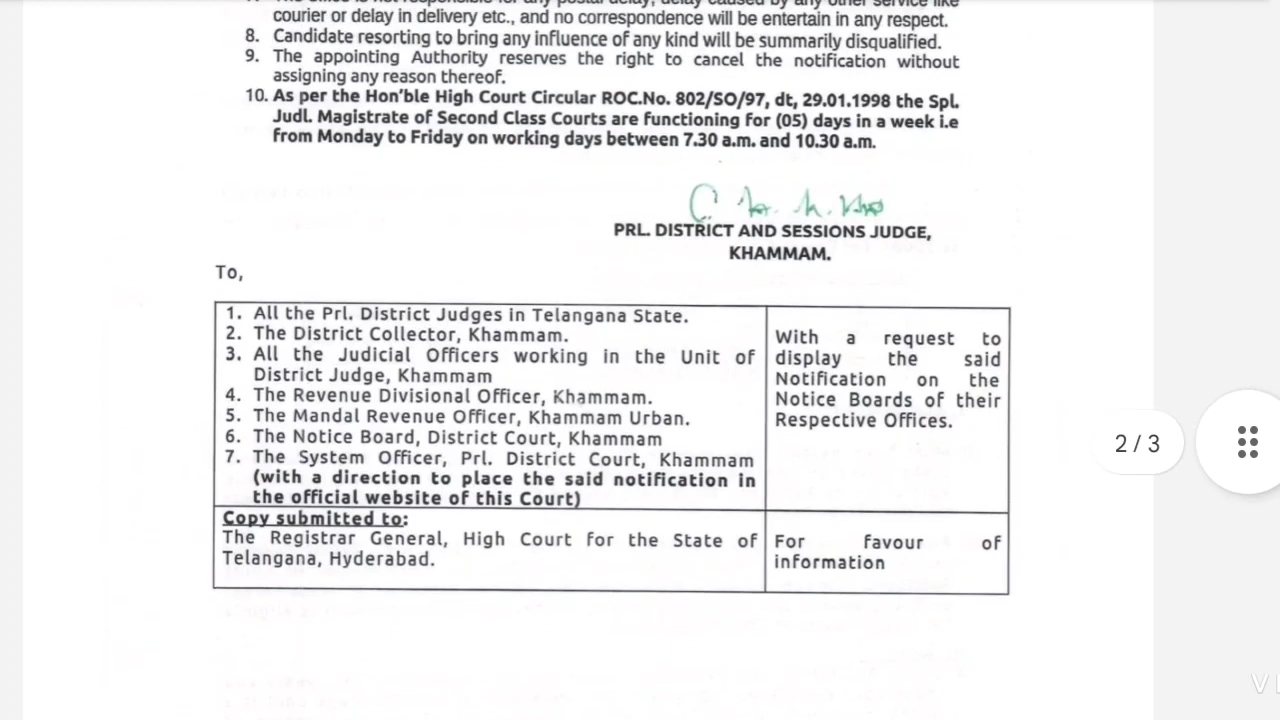 courier or delay in delivery etc., and no correspondence will be entertain in any respect.
8. Candidate resorting to bring any influence of any kind will be summarily disqualified.
9. The appointing Authority reserves the right to cancel the notification without
assigning any reason thereof.
10. As per the Hon'ble High Court Circular ROC.No. 802/SO/97, dt, 29.01.1998 the Spl.
Judl. Magistrate of Second Class Courts are functioning for (05) days in a week i.e
from Monday to Friday on working days between 7.30 a.m. and 10.30 a.m.
PRL. DISTRICT AND SESSIONS JUDGE,
KHAMMAM.
To,
1. All the Prl. District Judges in Telangana State.
2. The District Collector, Khammam.
3. All the Judicial Officers working in the Unit of
District Judge, Khammam
4. The Revenue Divisional Officer, Khammam.
5. The Mandal Revenue Officer, Khammam Urban.
6. The Notice Board, District Court, Khammam
7. The System Officer, Prl. District Court, Khammam
(with a direction to place the said notification in
the official website of this Court)
With a request to
display the said
Notification on the
Notice Boards of their
Respective Offices.
Copy submitted to:
The Registrar General, High Court for the State of
Telangana, Hyderabad.
For favour of
information
2 / 3